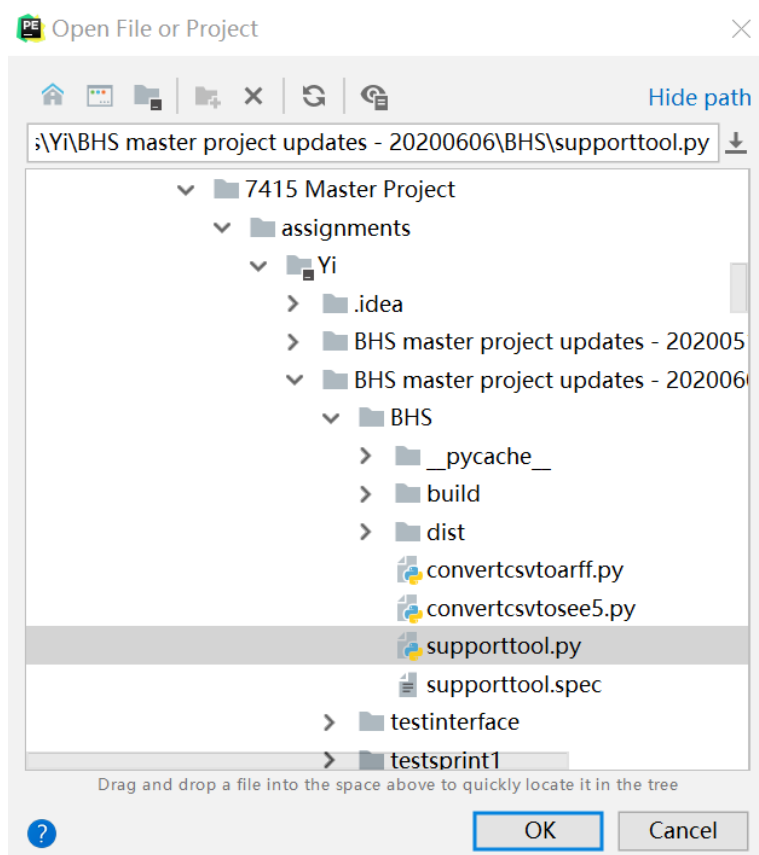 PE Open File or Project
Hide path
s\Yi\BHS master project updates - 20200606\BHS\supporttool.py
7415 Master Project
assignments
Yi
.idea
BHS master project updates - 202005
BHS master project updates - 202006
BHS
__pycache__
build
dist
convertcsvtoarff.py
convertcsvtosee5.py
supporttool.py
supporttool.spec
testinterface
testsprint1
Drag and drop a file into the space above to quickly locate it in the tree
?
OK
Cancel